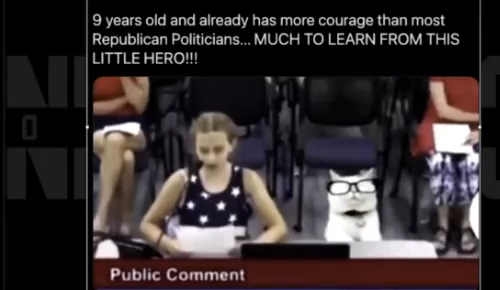 9 years old and already has more courage than most
Republican Politicians... MUCH TO LEARN FROM THIS
LITTLE HERO!!!
Public Comment